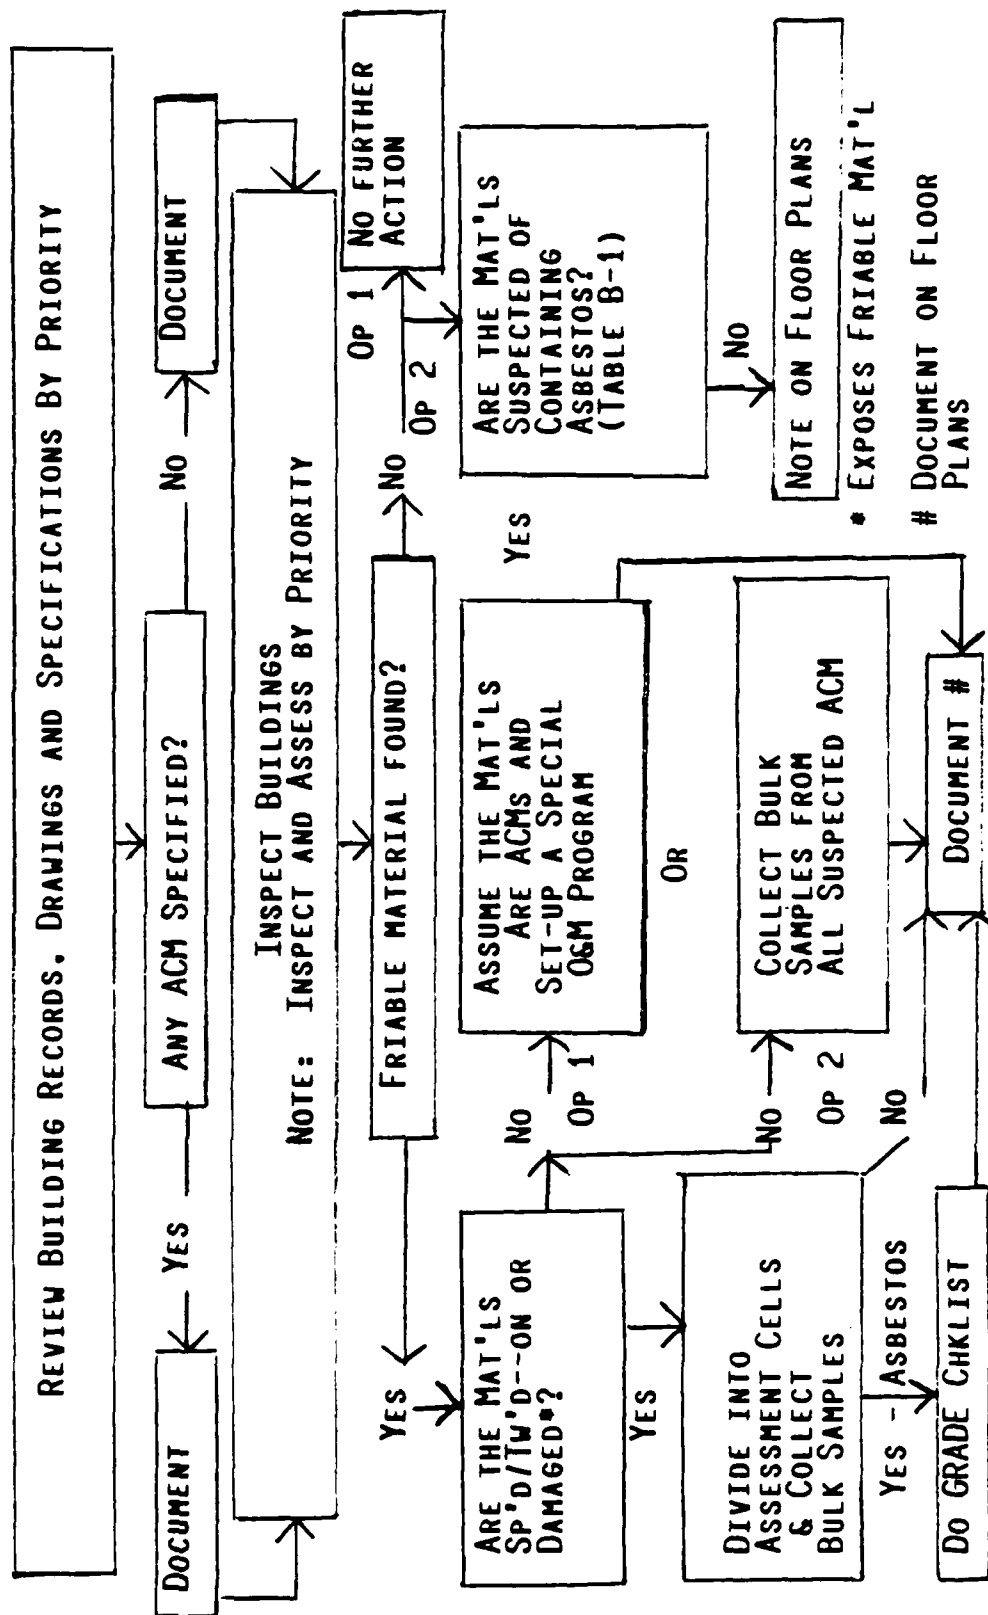 REVIEW BUILDING RECORDS, DRAWINGS AND SPECIFICATIONS BY PRIORITY
DOCUMENT
YES
ANY ACM SPECIFIED?
NO
DOCUMENT
INSPECT BUILDINGS
NOTE: INSPECT AND ASSESS BY PRIORITY
FRIABLE MATERIAL FOUND?
YES
NO
OP 1
OP 2
NO FURTHER
ACTION
ARE THE MAT'LS
SP'D/TW'D--ON OR
DAMAGED*?
NO
OP 1
ASSUME THE MAT'LS
ARE ACMS AND
SET-UP A SPECIAL
O&M PROGRAM
YES
ARE THE MAT'LS
SUSPECTED OF
CONTAINING
ASBESTOS?
(TABLE B-1)
YES
OR
NO
DIVIDE INTO
ASSESSMENT CELLS
& COLLECT
BULK SAMPLES
NO
OP 2
COLLECT BULK
SAMPLES FROM
ALL SUSPECTED ACM
NOTE ON FLOOR PLANS
YES - ASBESTOS
NO
* EXPOSES FRIABLE MAT'L
DO GRADE CHKLIST
DOCUMENT #
# DOCUMENT ON FLOOR
PLANS